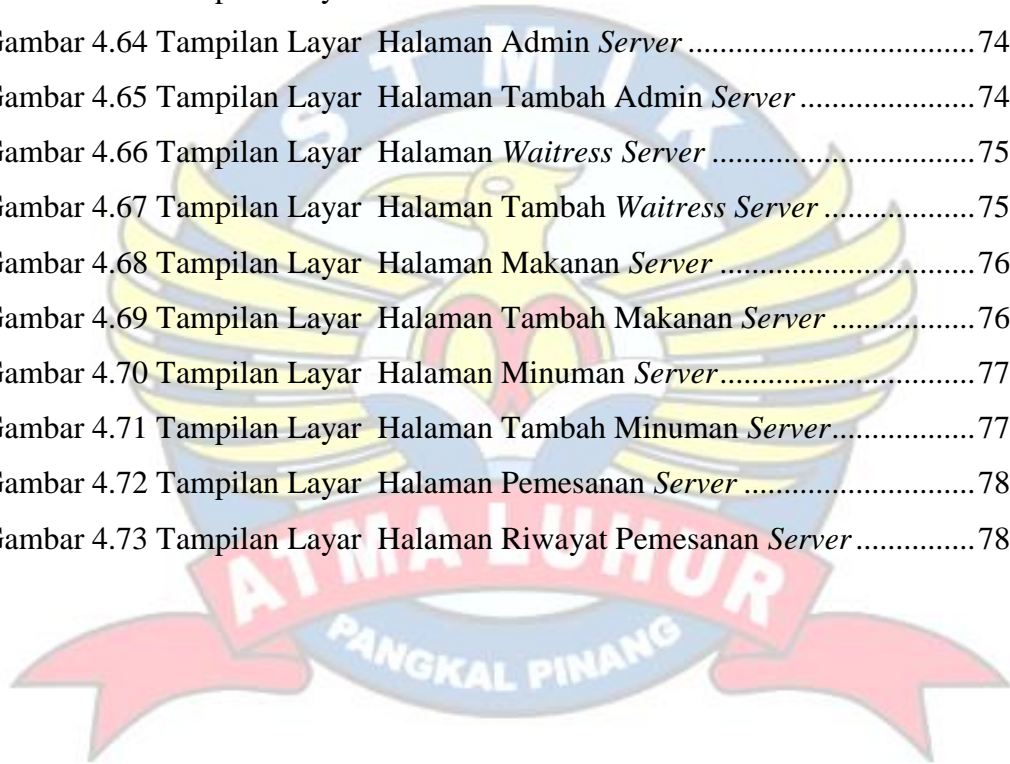 Gambar 4.64 Tampilan Layar Halaman Admin Server ................................... 74
Gambar 4.65 Tampilan Layar Halaman Tambah Admin Server ..................... 74
Gambar 4.66 Tampilan Layar Halaman Waitress Server ................................ 75
Gambar 4.67 Tampilan Layar Halaman Tambah Waitress Server .................. 75
Gambar 4.68 Tampilan Layar Halaman Makanan Server ............................... 76
Gambar 4.69 Tampilan Layar Halaman Tambah Makanan Server ................. 76
Gambar 4.70 Tampilan Layar Halaman Minuman Server............................... 77
Gambar 4.71 Tampilan Layar Halaman Tambah Minuman Server................. 77
Gambar 4.72 Tampilan Layar Halaman Pemesanan Server ............................ 78
Gambar 4.73 Tampilan Layar Halaman Riwayat Pemesanan Server ............... 78
STMIK
ATMA LUHUR
PANGKAL PINANG